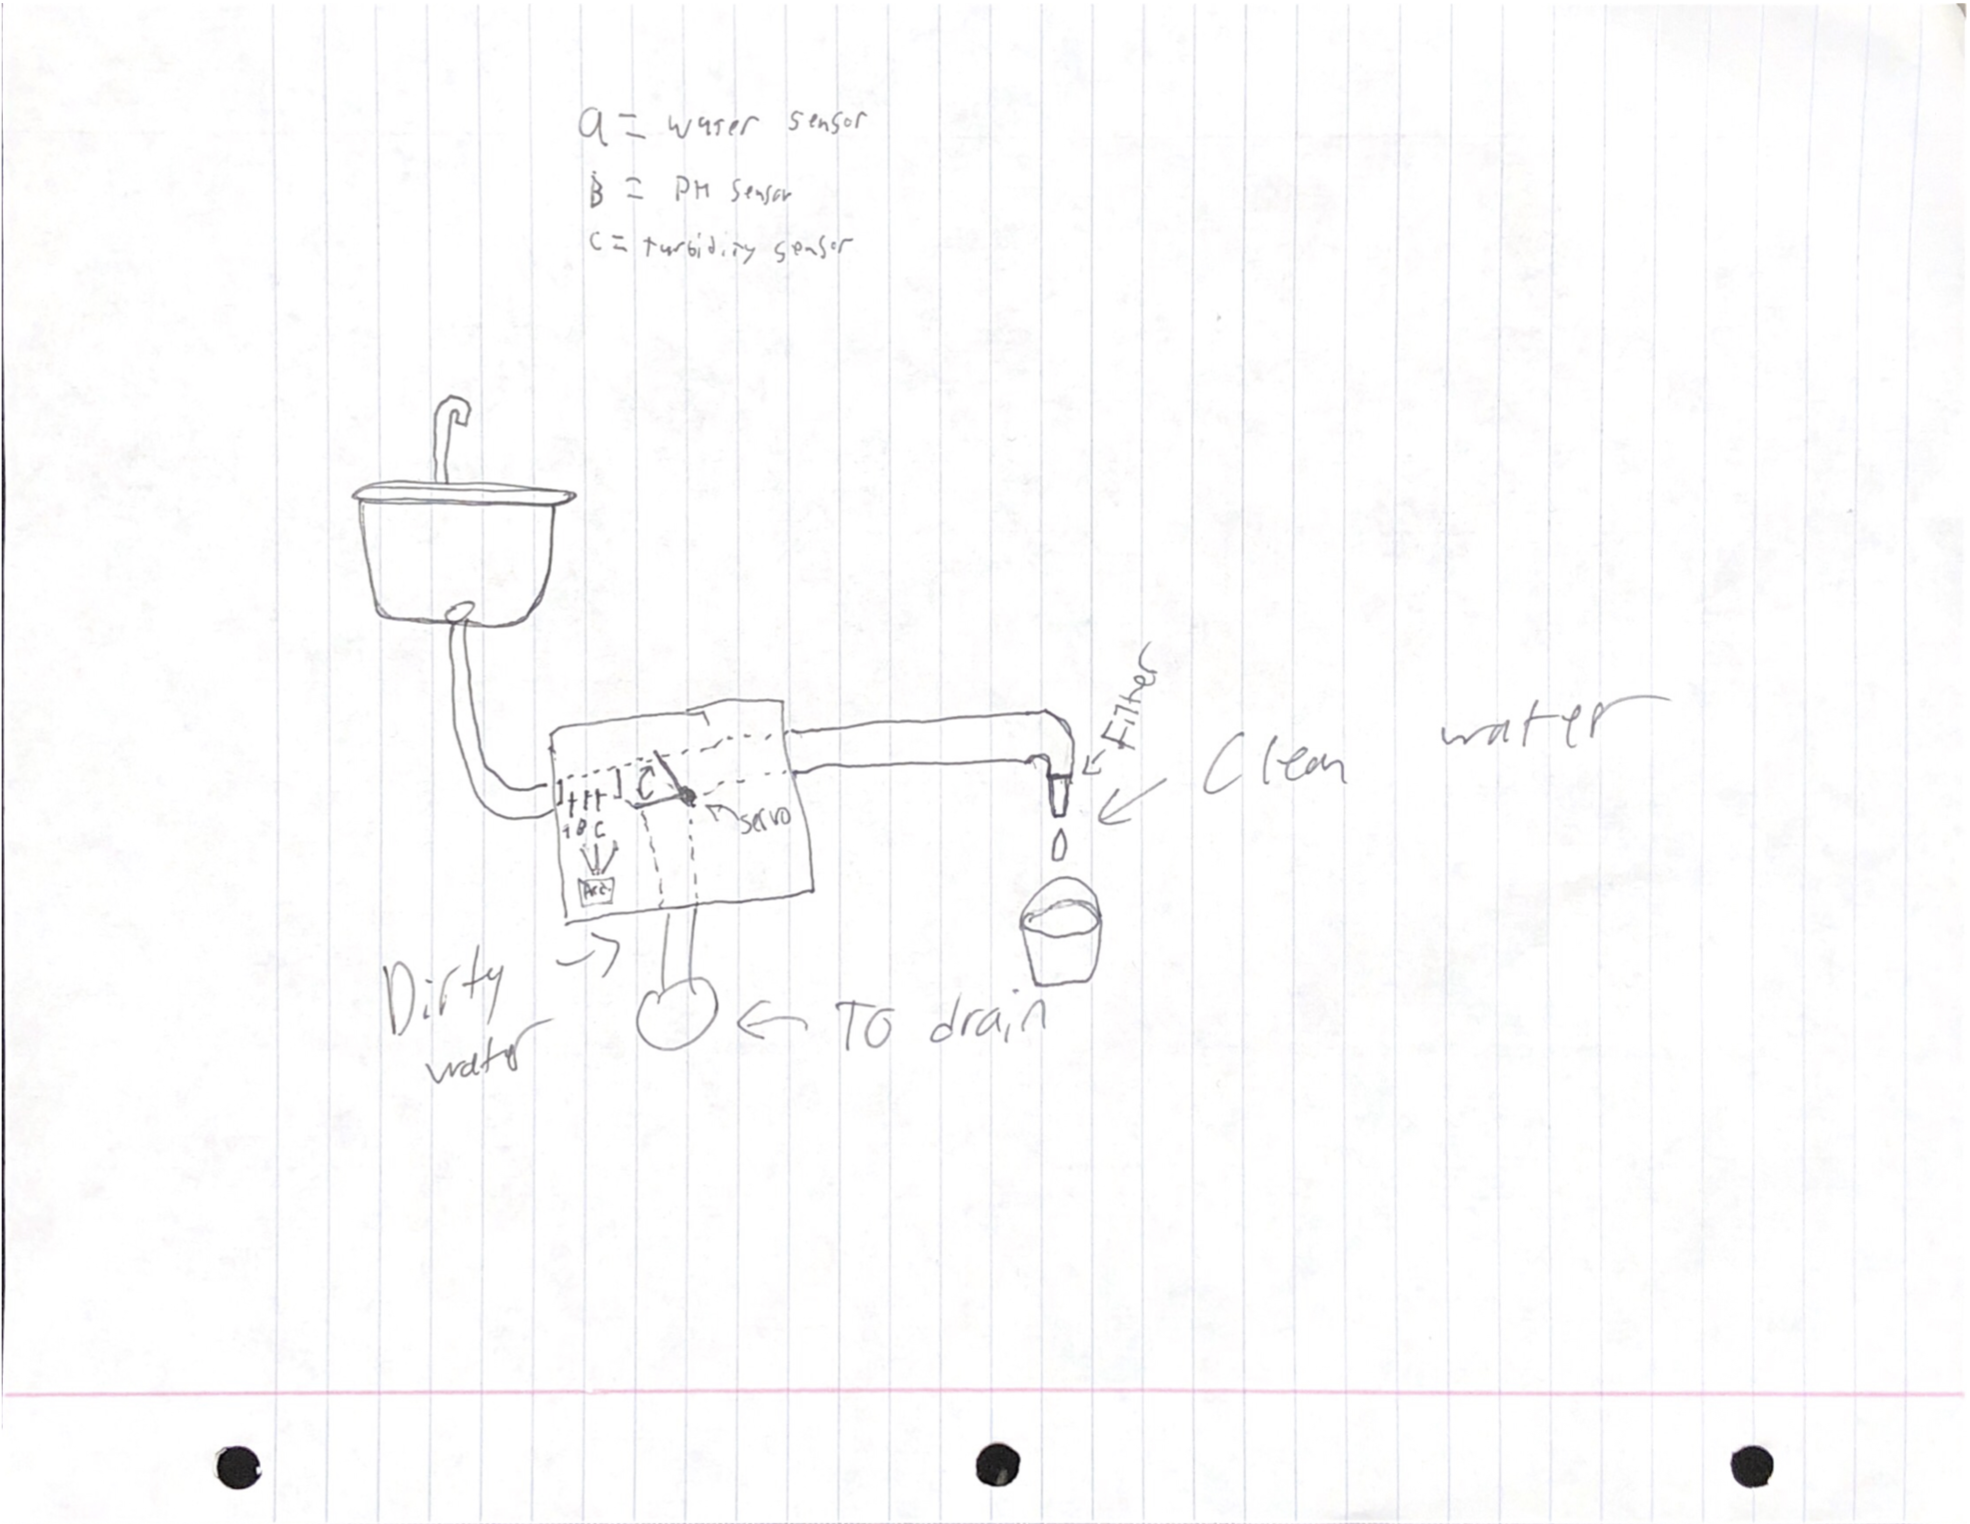 a = water sensor
B = PH sensor
C = turbidity sensor
Filter
Clean water
servo
A B C
Dirty
water
To drain